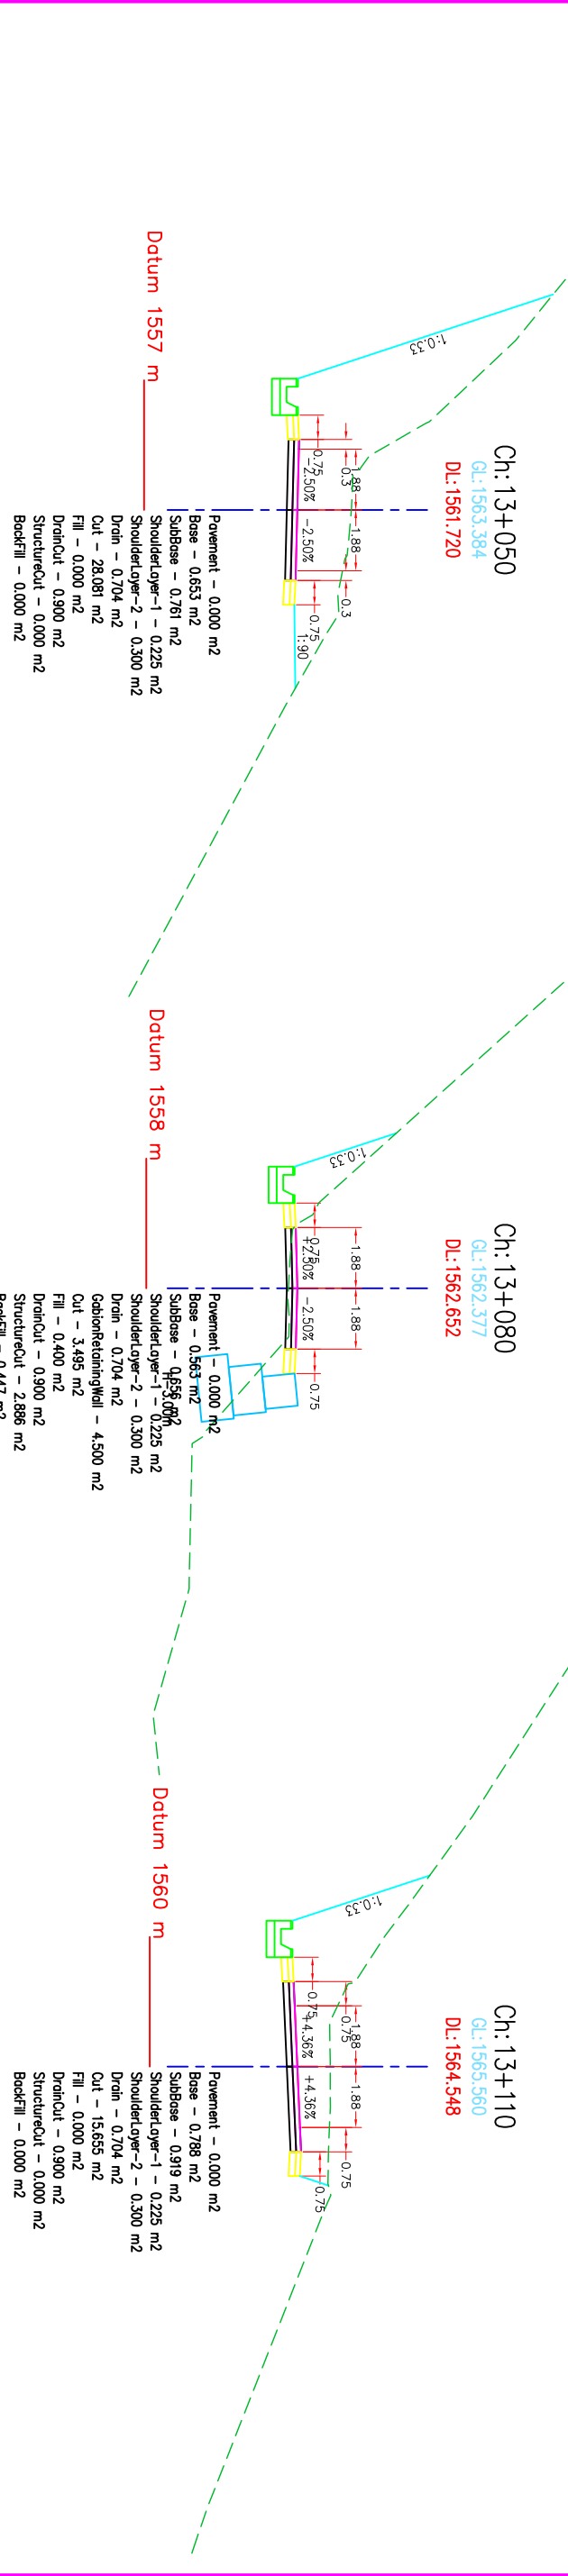 Ch:13+050
GL:1563.384
DL:1561.720
1:0.33
0.75
0.3
1.88
1.88
0.3
0.75
-2.50%
-2.50%
1:90
Datum 1557 m
Pavement - 0.000 m2
Base - 0.653 m2
SubBase - 0.761 m2
ShoulderLayer-1 - 0.225 m2
ShoulderLayer-2 - 0.300 m2
Drain - 0.704 m2
Cut - 28.081 m2
Fill - 0.000 m2
DrainCut - 0.900 m2
StructureCut - 0.000 m2
BackFill - 0.000 m2
Ch:13+080
GL:1562.377
DL:1562.652
1:0.33
0.75
1.88
1.88
0.75
+2.50%
-2.50%
Datum 1558 m
H=3.00m
Pavement - 0.000 m2
Base - 0.563 m2
SubBase - 0.656 m2
ShoulderLayer-1 - 0.225 m2
ShoulderLayer-2 - 0.300 m2
Drain - 0.704 m2
GabionRetainingWall - 4.500 m2
Cut - 3.495 m2
Fill - 0.400 m2
DrainCut - 0.900 m2
StructureCut - 2.886 m2
BackFill - 0.447 m2
Ch:13+110
GL:1565.560
DL:1564.548
1:0.33
0.75
0.75
1.88
1.88
0.75
0.75
+4.36%
+4.36%
Datum 1560 m
Pavement - 0.000 m2
Base - 0.788 m2
SubBase - 0.919 m2
ShoulderLayer-1 - 0.225 m2
ShoulderLayer-2 - 0.300 m2
Drain - 0.704 m2
Cut - 15.655 m2
Fill - 0.000 m2
DrainCut - 0.900 m2
StructureCut - 0.000 m2
BackFill - 0.000 m2